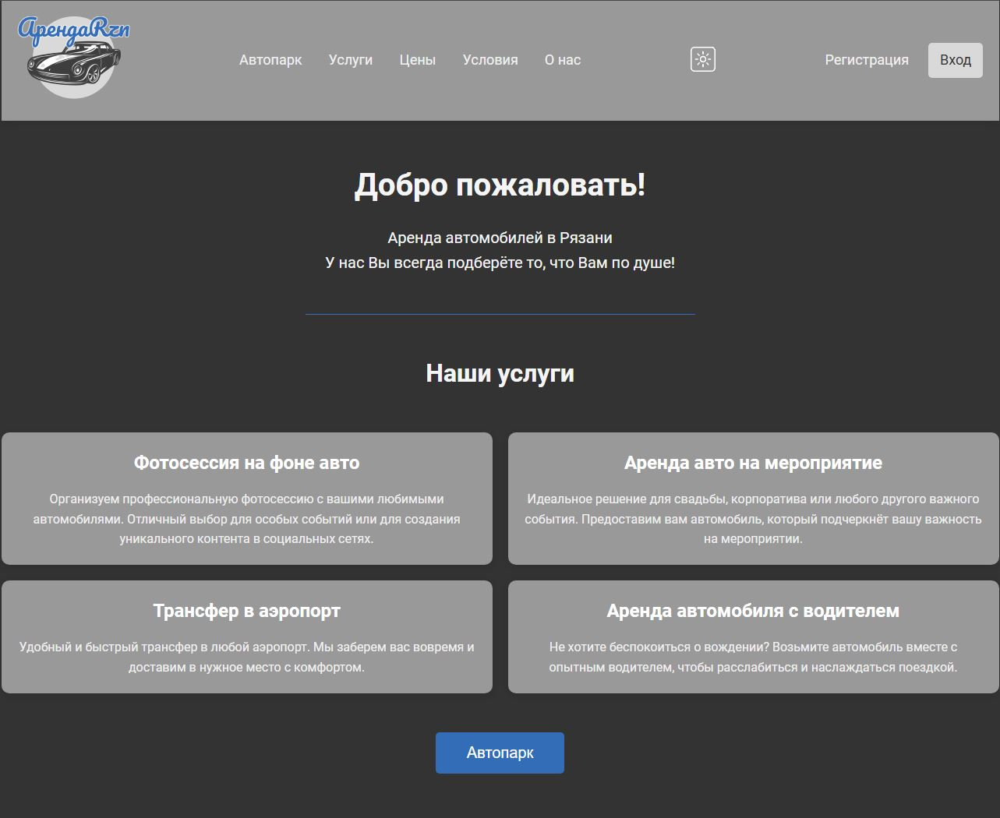 АрендаRzn
Автопарк Услуги Цены Условия О нас
Регистрация Вход
Добро пожаловать!
Аренда автомобилей в Рязани
У нас Вы всегда подберёте то, что Вам по душе!
Наши услуги
Фотосессия на фоне авто
Организуем профессиональную фотосессию с вашими любимыми
автомобилями. Отличный выбор для особых событий или для создания
уникального контента в социальных сетях.
Аренда авто на мероприятие
Идеальное решение для свадьбы, корпоратива или любого другого важного
события. Предоставим вам автомобиль, который подчеркнёт вашу важность
на мероприятии.
Трансфер в аэропорт
Удобный и быстрый трансфер в любой аэропорт. Мы заберем вас вовремя и
доставим в нужное место с комфортом.
Аренда автомобиля с водителем
Не хотите беспокоиться о вождении? Возьмите автомобиль вместе с
опытным водителем, чтобы расслабиться и наслаждаться поездкой.
Автопарк